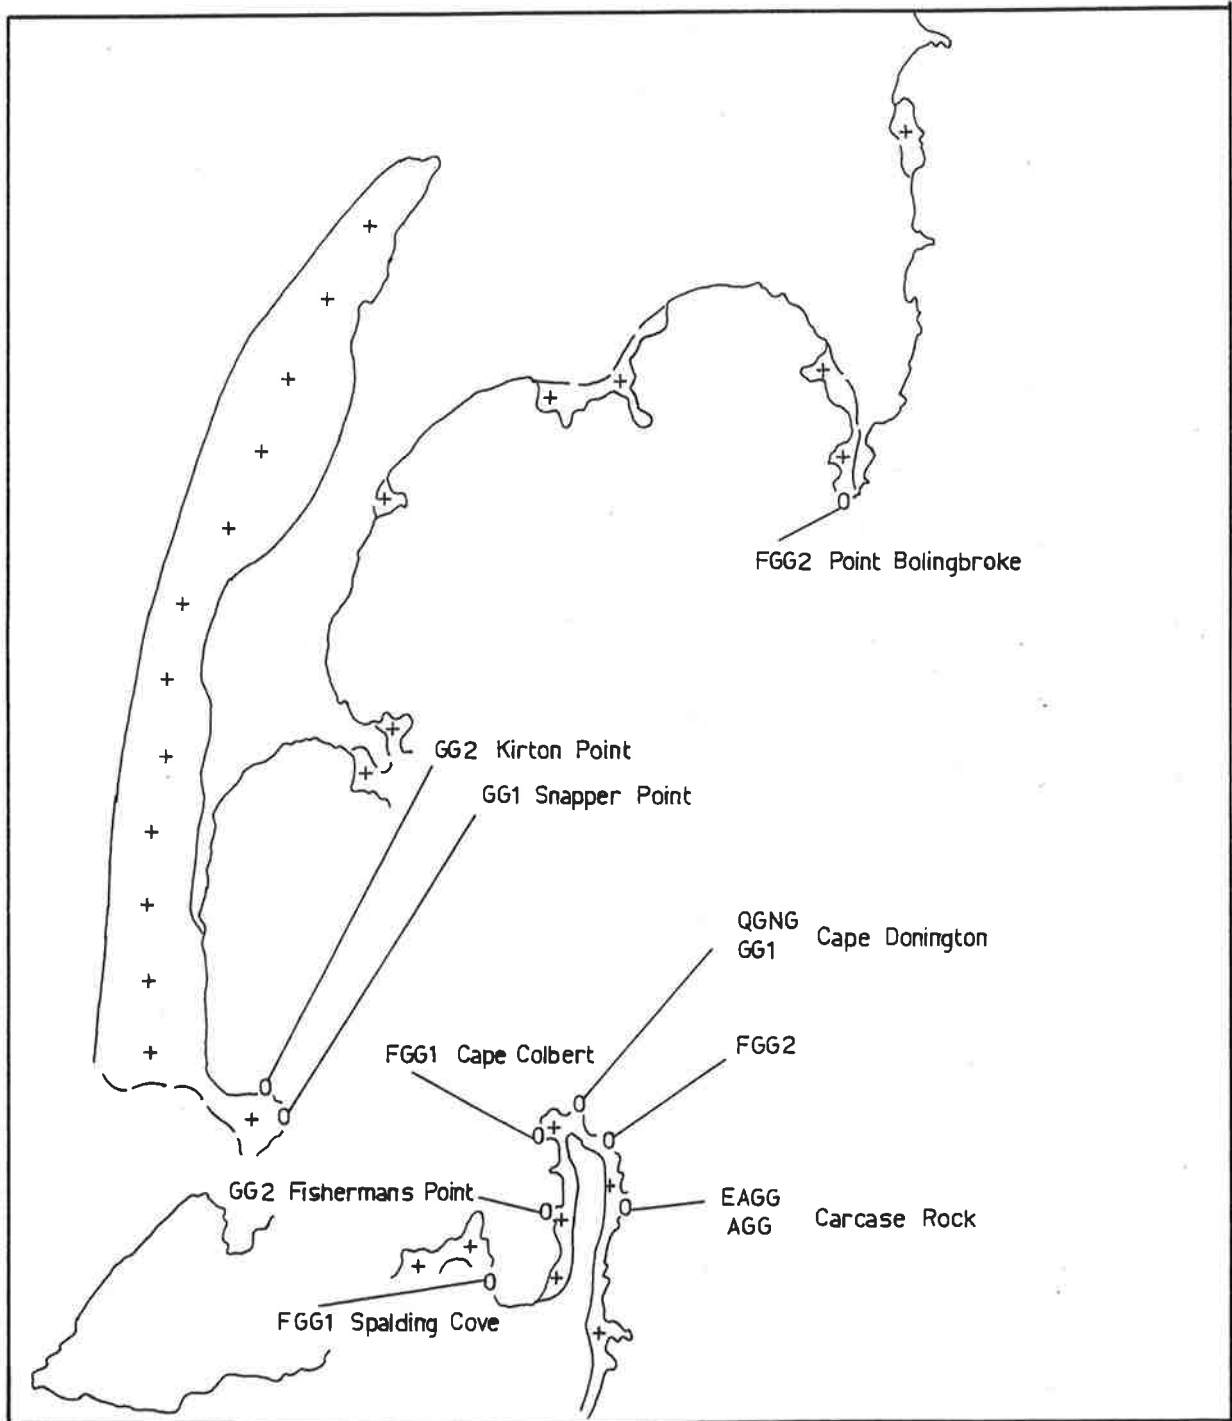 FGG2 Point Bolingbroke
GG2 Kirton Point
GG1 Snapper Point
QGNG
GG1
Cape Donington
FGG1 Cape Colbert
FGG2
GG2 Fishermans Point
EAGG
AGG
Carcase Rock
FGG1 Spalding Cove